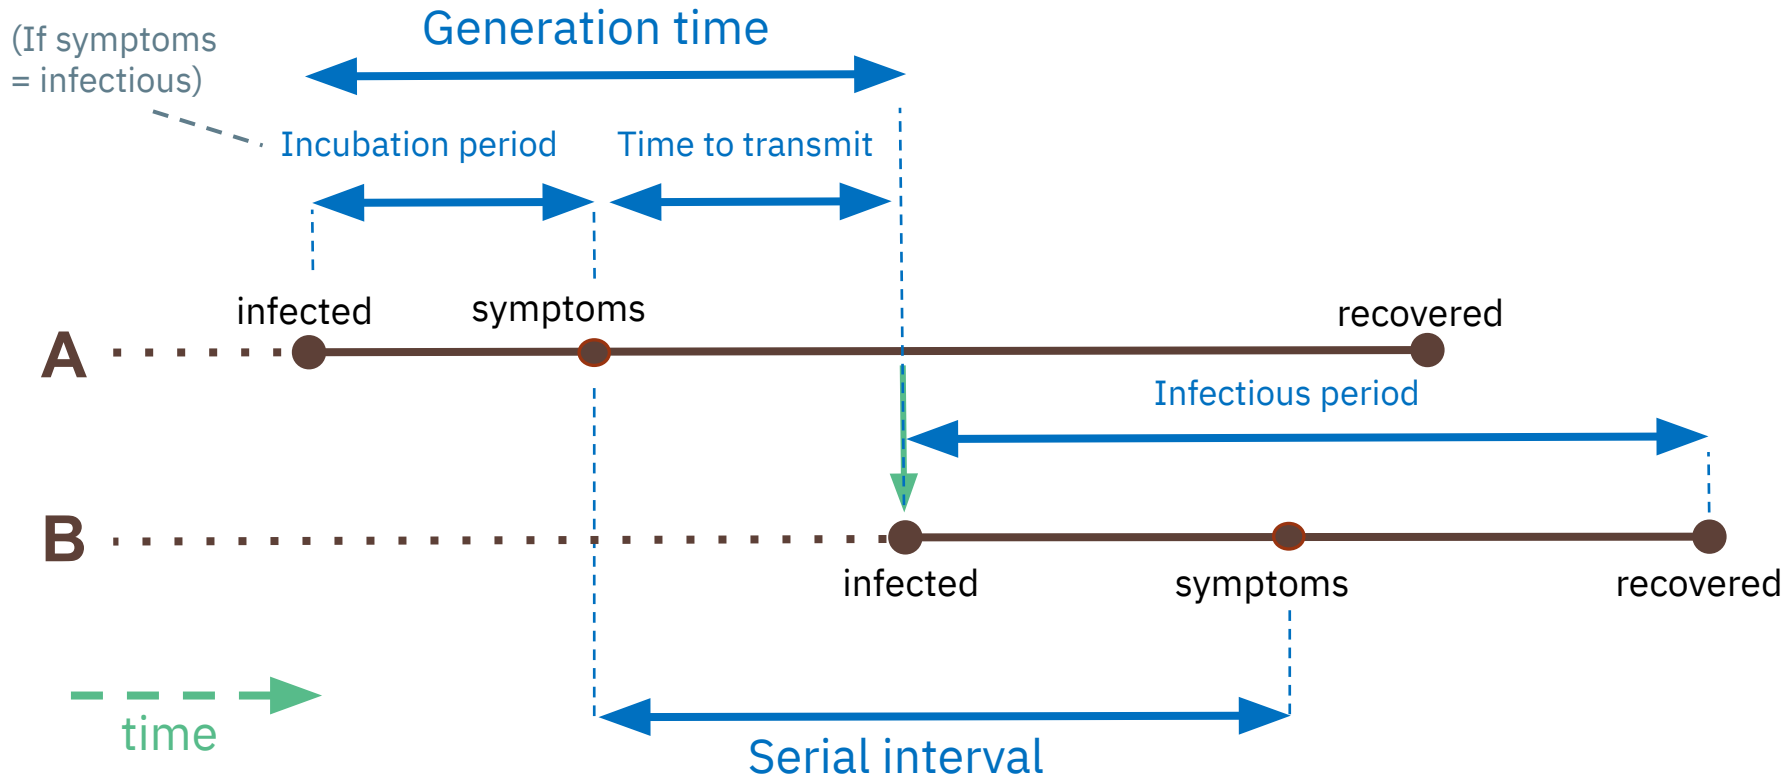 (If symptoms
= infectious)
Generation time
Incubation period
Time to transmit
infected
symptoms
recovered
A
Infectious period
B
infected
symptoms
recovered
time
Serial interval